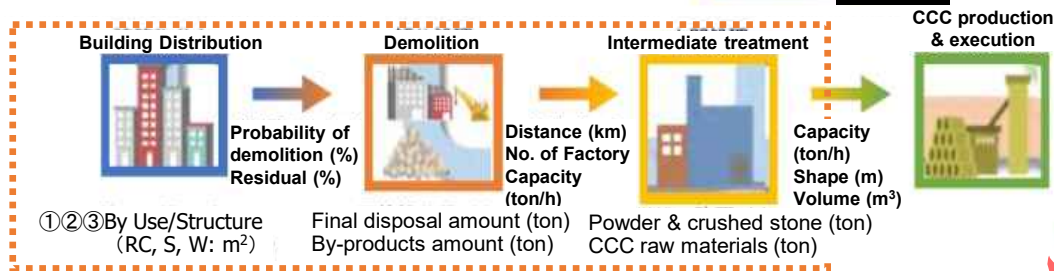 Building Distribution
Demolition
Intermediate treatment
CCC production
& execution
Probability of
demolition (%)
Residual (%)
Distance (km)
No. of Factory
Capacity
(ton/h)
Capacity
(ton/h)
Shape (m)
Volume (m³)
①②③By Use/Structure
(RC, S, W: m²)
Final disposal amount (ton)
By-products amount (ton)
Powder & crushed stone (ton)
CCC raw materials (ton)